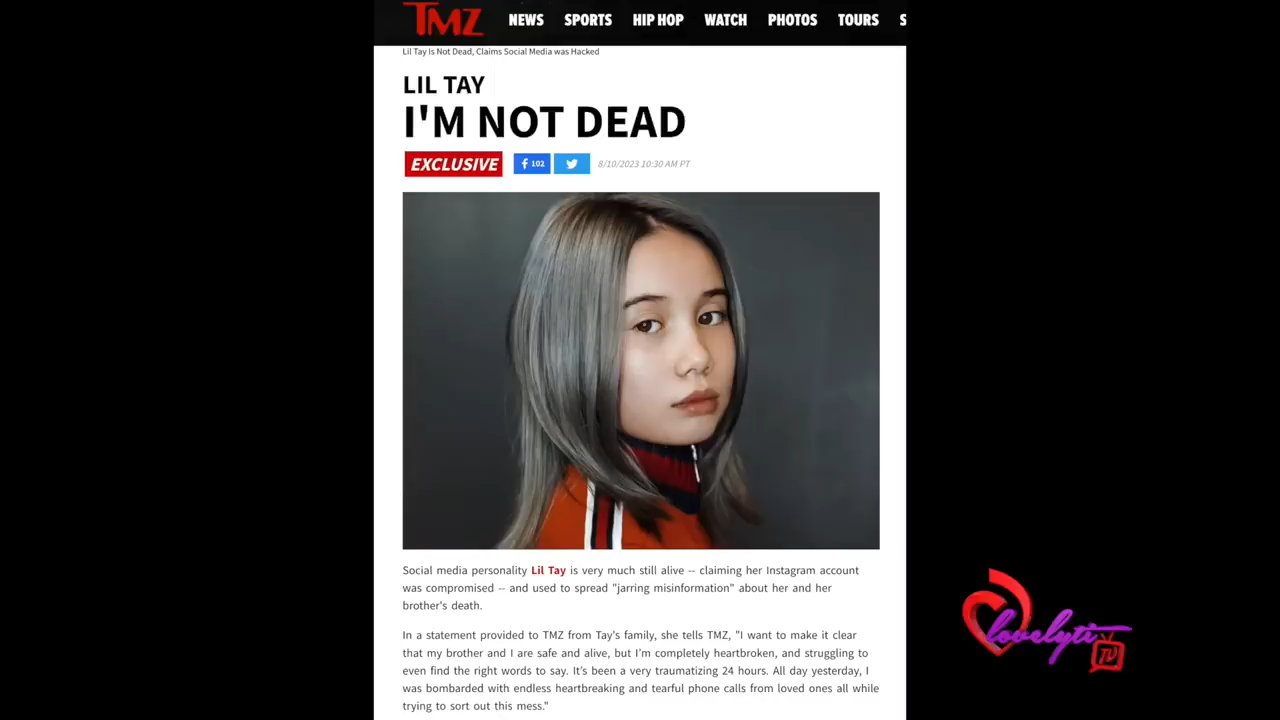 TMZ NEWS SPORTS HIP HOP WATCH PHOTOS TOURS S
Lil Tay Is Not Dead, Claims Social Media was Hacked
LIL TAY
I'M NOT DEAD
EXCLUSIVE 102 8/10/2023 10:30 AM PT
Social media personality Lil Tay is very much still alive -- claiming her Instagram account
was compromised -- and used to spread "jarring misinformation" about her and her
brother's death.
In a statement provided to TMZ from Tay's family, she tells TMZ, "I want to make it clear
that my brother and I are safe and alive, but I'm completely heartbroken, and struggling to
even find the right words to say. It's been a very traumatizing 24 hours. All day yesterday, I
was bombarded with endless heartbreaking and tearful phone calls from loved ones all while
trying to sort out this mess."
lovelyti
TV